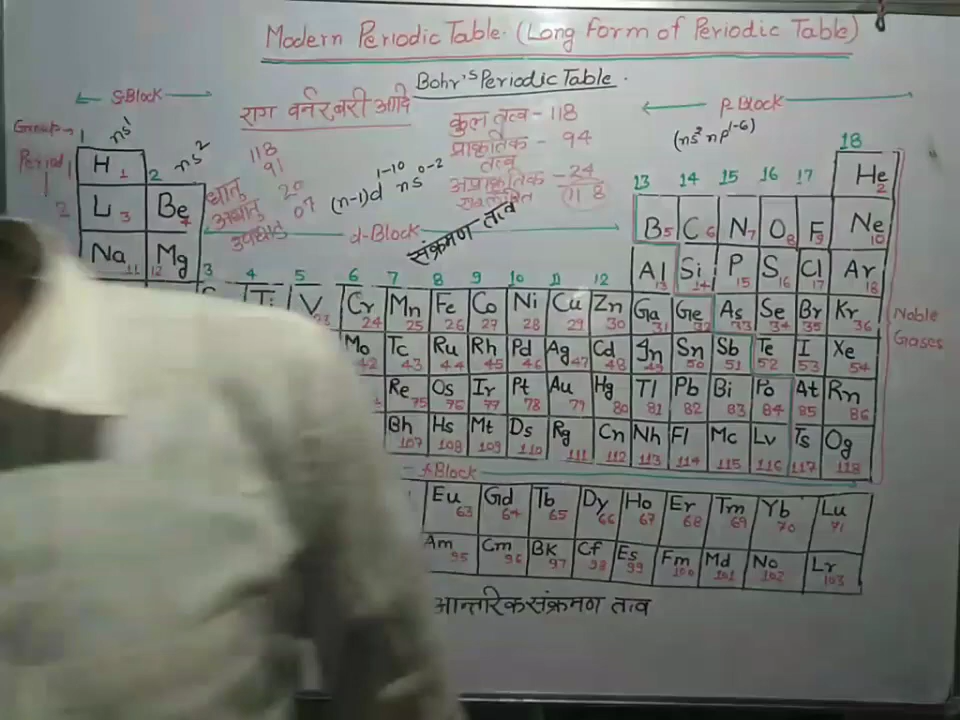 Modern Periodic Table. (Long Form of Periodic Table)
Bohr's Periodic Table.
S-Block
राग वर्नर, बरी आदि
p-Block
Group→ 1 ns¹
2 ns²
कुल तत्व - 118
प्राकृतिक - 94
तत्व
अप्राकृतिक - 24
118
(ns² np¹⁻⁶)
118
धातु 91
अधातु 20
उपधातु 07
(n-1)d¹⁻¹⁰ ns⁰⁻²
d-Block
संक्रमण तत्व
18
Period 1 H 1 He 2
13 14 15 16 17
2 Li 3 Be 4 B 5 C 6 N 7 O 8 F 9 Ne 10
Na 11 Mg 12 Al 13 Si 14 P 15 S 16 Cl 17 Ar 18
3 4 5 6 7 8 9 10 11 12
Ti V 23 Cr 24 Mn 25 Fe 26 Co 27 Ni 28 Cu 29 Zn 30 Ga 31 Ge 32 As 33 Se 34 Br 35 Kr 36
Mo 42 Tc 43 Ru 44 Rh 45 Pd 46 Ag 47 Cd 48 In 49 Sn 50 Sb 51 Te 52 I 53 Xe 54
Re 75 Os 76 Ir 77 Pt 78 Au 79 Hg 80 Tl 81 Pb 82 Bi 83 Po 84 At 85 Rn 86
Bh 107 Hs 108 Mt 109 Ds 110 Rg 111 Cn 112 Nh 113 Fl 114 Mc 115 Lv 116 Ts 117 Og 118
Noble
Gases
f-Block
Eu 63 Gd 64 Tb 65 Dy 66 Ho 67 Er 68 Tm 69 Yb 70 Lu 71
Am 95 Cm 96 Bk 97 Cf 98 Es 99 Fm 100 Md 101 No 102 Lr 103
आन्तरिक संक्रमण तत्व